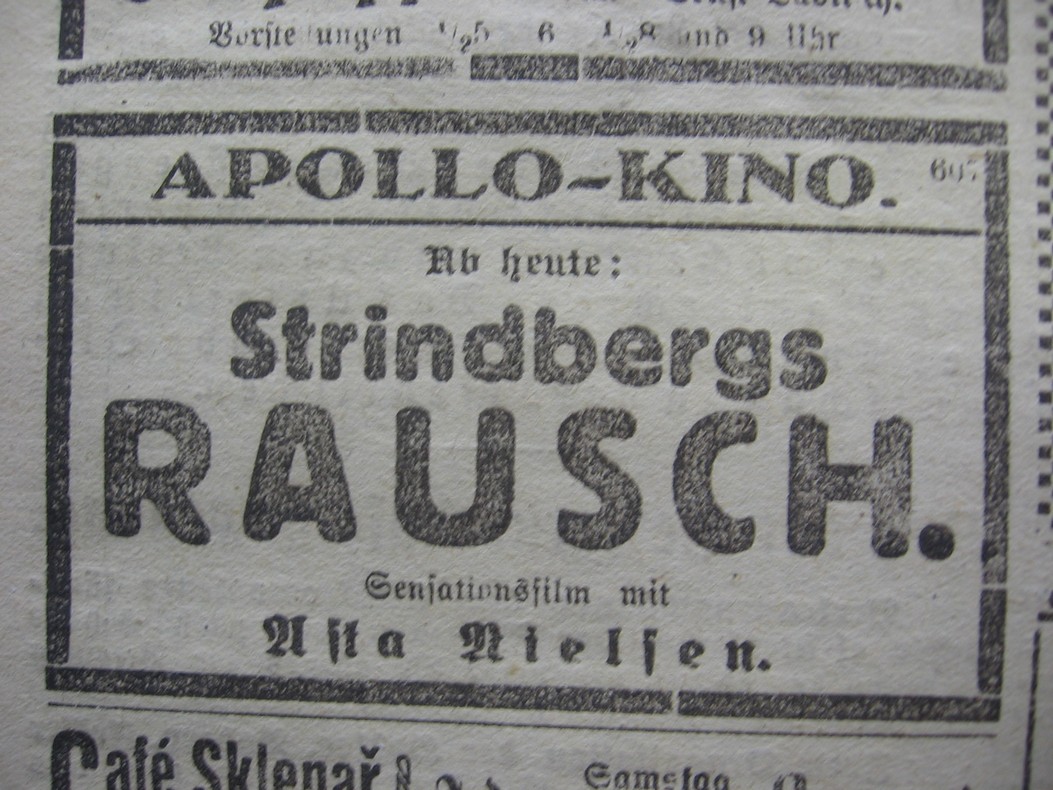 Vorstellungen ½5 6 ½8 und 9 Uhr
APOLLO-KINO.
Ab heute:
Strindbergs
RAUSCH.
Sensationsfilm mit
Asta Nielsen.
Café Sklenař
Samstag